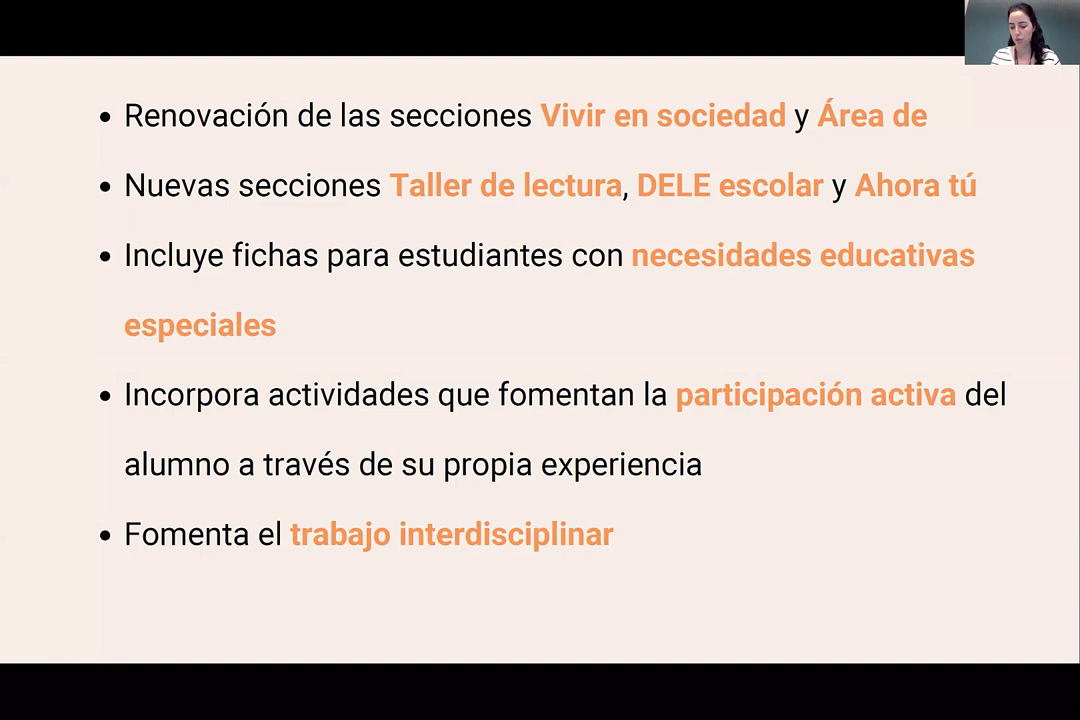 • Renovación de las secciones Vivir en sociedad y Área de
• Nuevas secciones Taller de lectura, DELE escolar y Ahora tú
• Incluye fichas para estudiantes con necesidades educativas
especiales
• Incorpora actividades que fomentan la participación activa del
alumno a través de su propia experiencia
• Fomenta el trabajo interdisciplinar